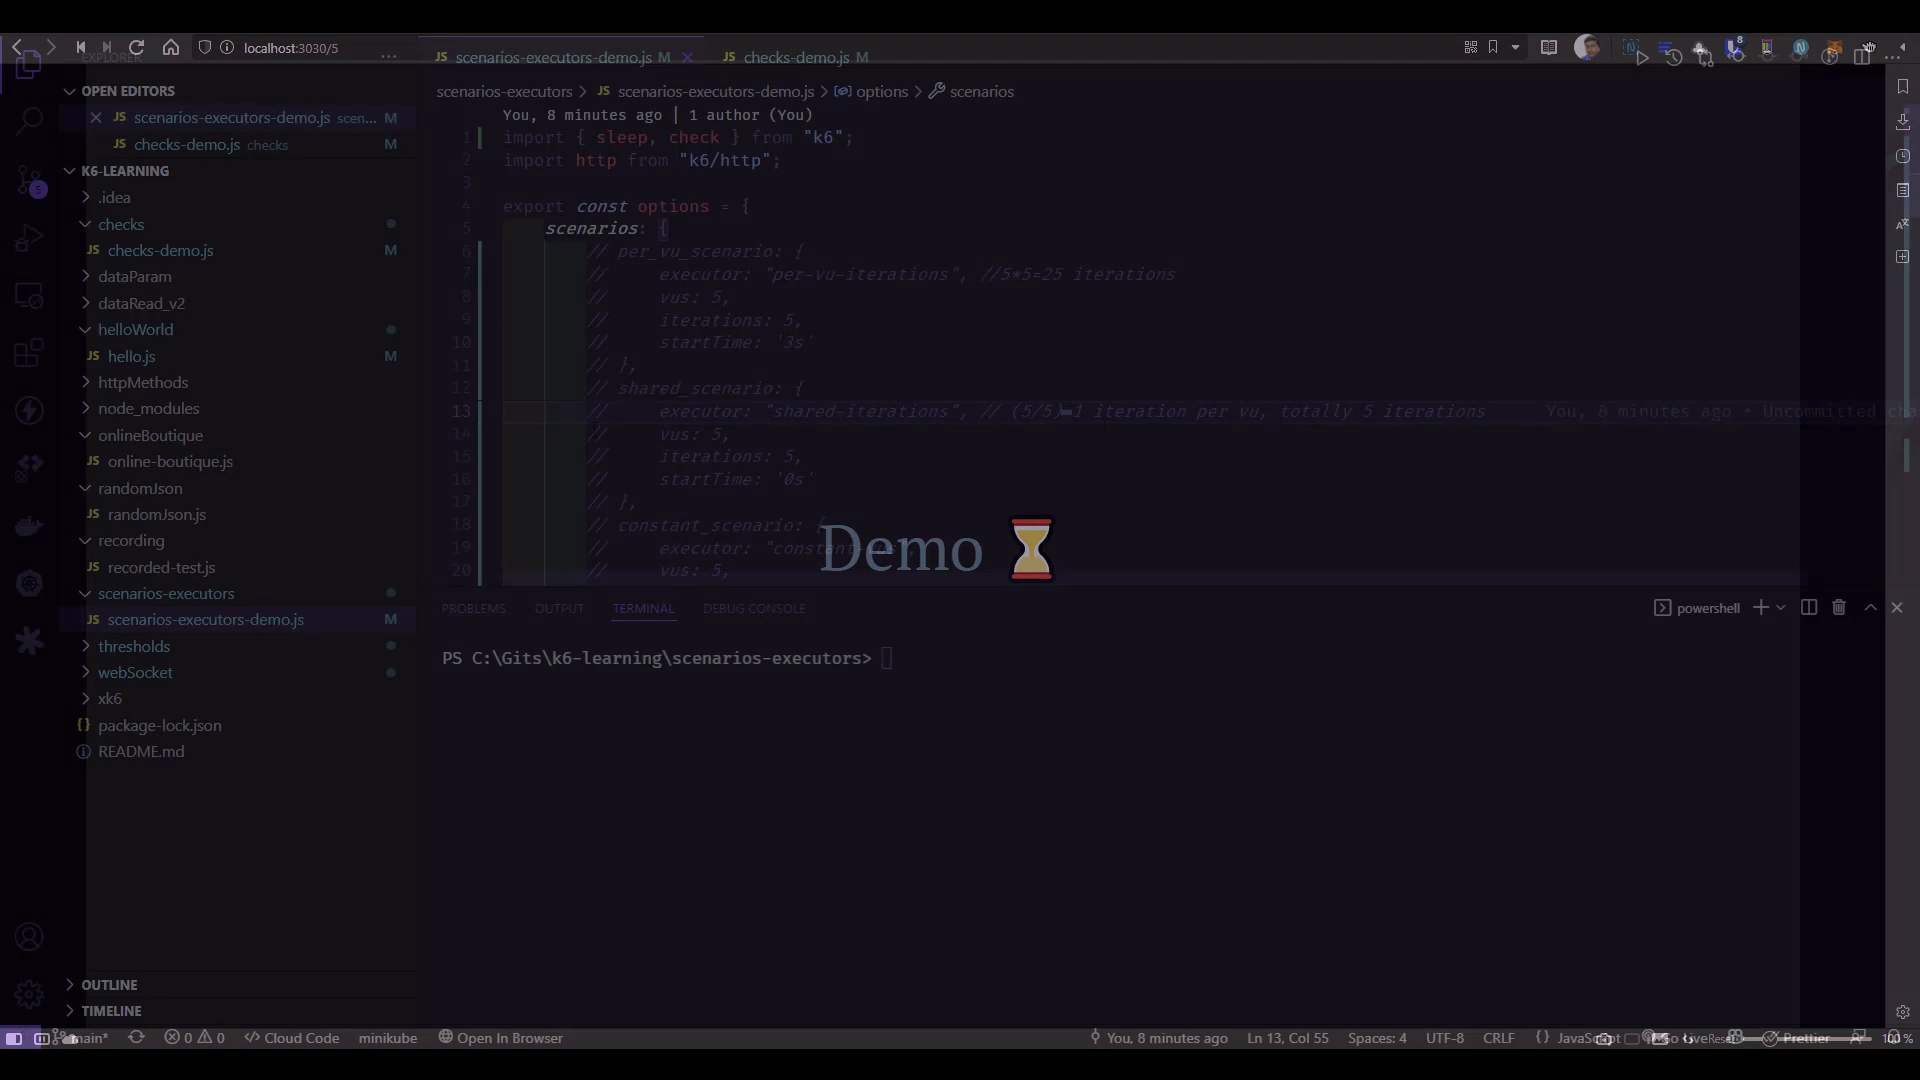 localhost:3030/5
EXPLORER
OPEN EDITORS
scenarios-executors-demo.js scen... M
checks-demo.js checks M
K6-LEARNING
.idea
checks
checks-demo.js M
dataParam
dataRead_v2
helloWorld
hello.js M
httpMethods
node_modules
onlineBoutique
online-boutique.js
randomJson
randomJson.js
recording
recorded-test.js
scenarios-executors
scenarios-executors-demo.js M
thresholds
webSocket
xk6
package-lock.json
README.md
OUTLINE
TIMELINE
scenarios-executors-demo.js M
checks-demo.js M
scenarios-executors > scenarios-executors-demo.js > options > scenarios
You, 8 minutes ago | 1 author (You)
1 import { sleep, check } from "k6";
2 import http from "k6/http";
3
4 export const options = {
5 scenarios: {
6 // per_vu_scenario: {
7 // executor: "per-vu-iterations", //5*5=25 iterations
8 // vus: 5,
9 // iterations: 5,
10 // startTime: '3s'
11 // },
12 // shared_scenario: {
13 // executor: "shared-iterations", // (5/5)=1 iteration per vu, totally 5 iterations You, 8 minutes ago • Uncommitted cha
14 // vus: 5,
15 // iterations: 5,
16 // startTime: '0s'
17 // },
18 // constant_scenario: {
19 // executor: "constant-
20 // vus: 5,
Demo
PROBLEMS OUTPUT TERMINAL DEBUG CONSOLE
powershell
PS C:\Gits\k6-learning\scenarios-executors>
main* 0 0 Cloud Code minikube Open In Browser
You, 8 minutes ago Ln 13, Col 55 Spaces: 4 UTF-8 CRLF JavaScript Go Live Reset Prettier